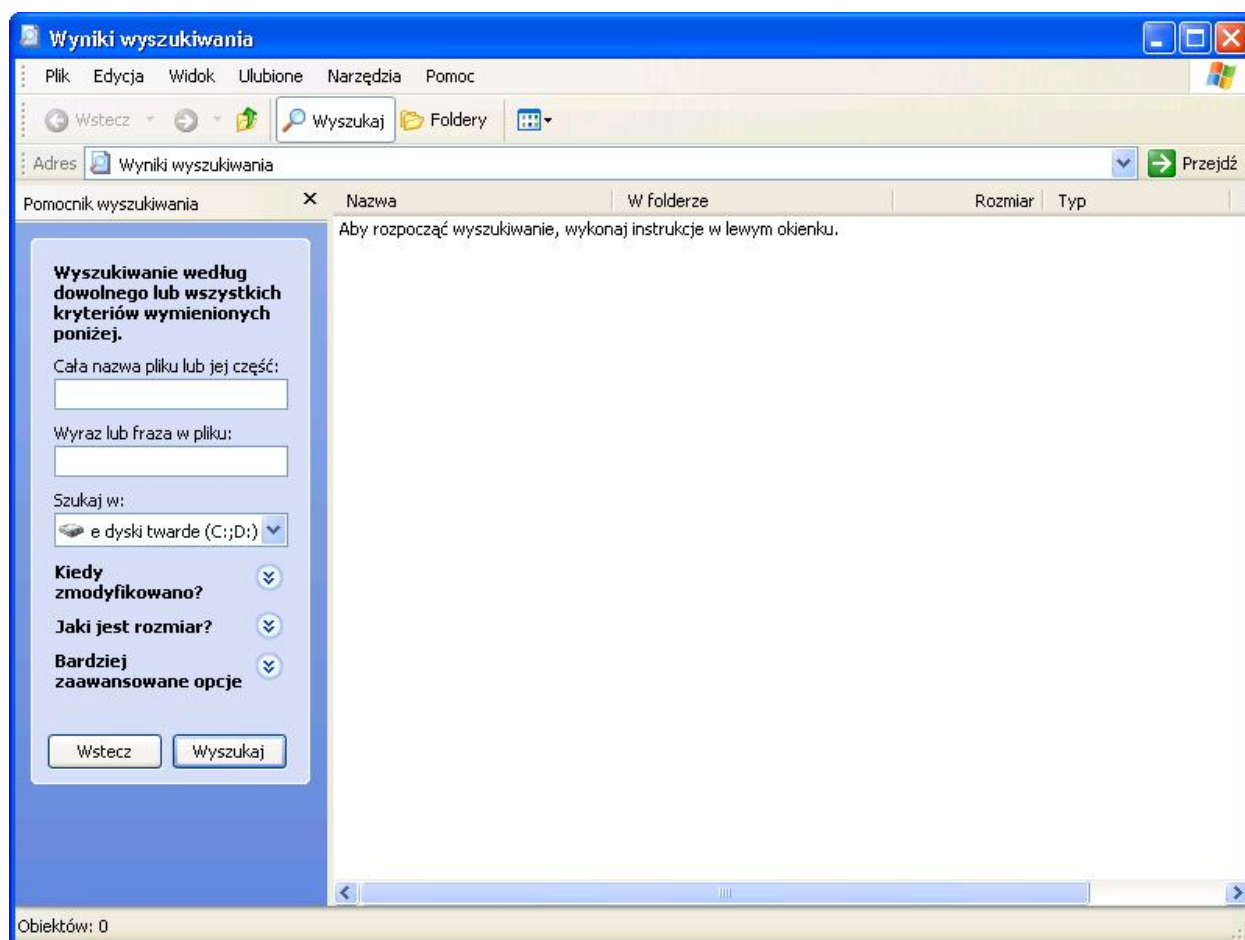 Wyniki wyszukiwania
Plik Edycja Widok Ulubione Narzędzia Pomoc
Wstecz Wyszukaj Foldery
Adres Wyniki wyszukiwania Przejdź
Pomocnik wyszukiwania
Nazwa W folderze Rozmiar Typ
Aby rozpocząć wyszukiwanie, wykonaj instrukcje w lewym okienku.
Wyszukiwanie według
dowolnego lub wszystkich
kryteriów wymienionych
poniżej.
Cała nazwa pliku lub jej część:
Wyraz lub fraza w pliku:
Szukaj w:
e dyski twarde (C:;D:)
Kiedy
zmodyfikowano?
Jaki jest rozmiar?
Bardziej
zaawansowane opcje
Wstecz Wyszukaj
Obiektów: 0